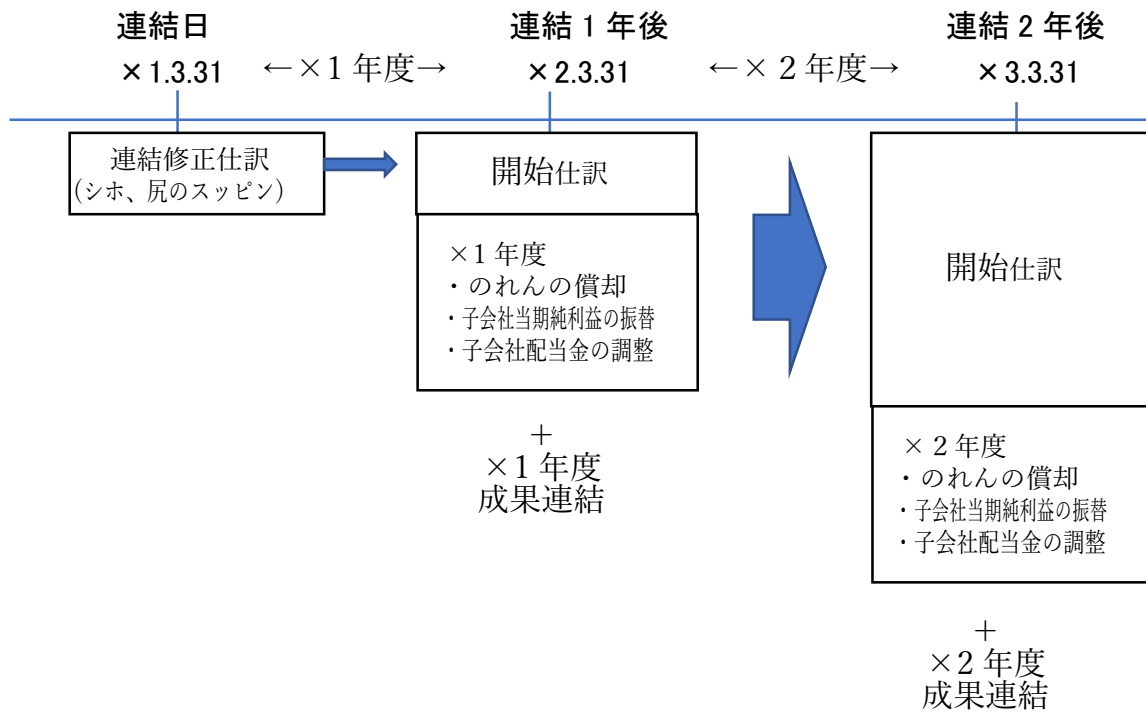 連結日
連結1年後
連結2年後
×1.3.31
←×1年度→
×2.3.31
←×２年度→
×3.3.31
連結修正仕訳
(シホ、尻のスッピン)
開始仕訳
×1年度
・のれんの償却
・子会社当期純利益の振替
・子会社配当金の調整
＋
×1年度
成果連結
開始仕訳
×２年度
・のれんの償却
・子会社当期純利益の振替
・子会社配当金の調整
＋
×2年度
成果連結